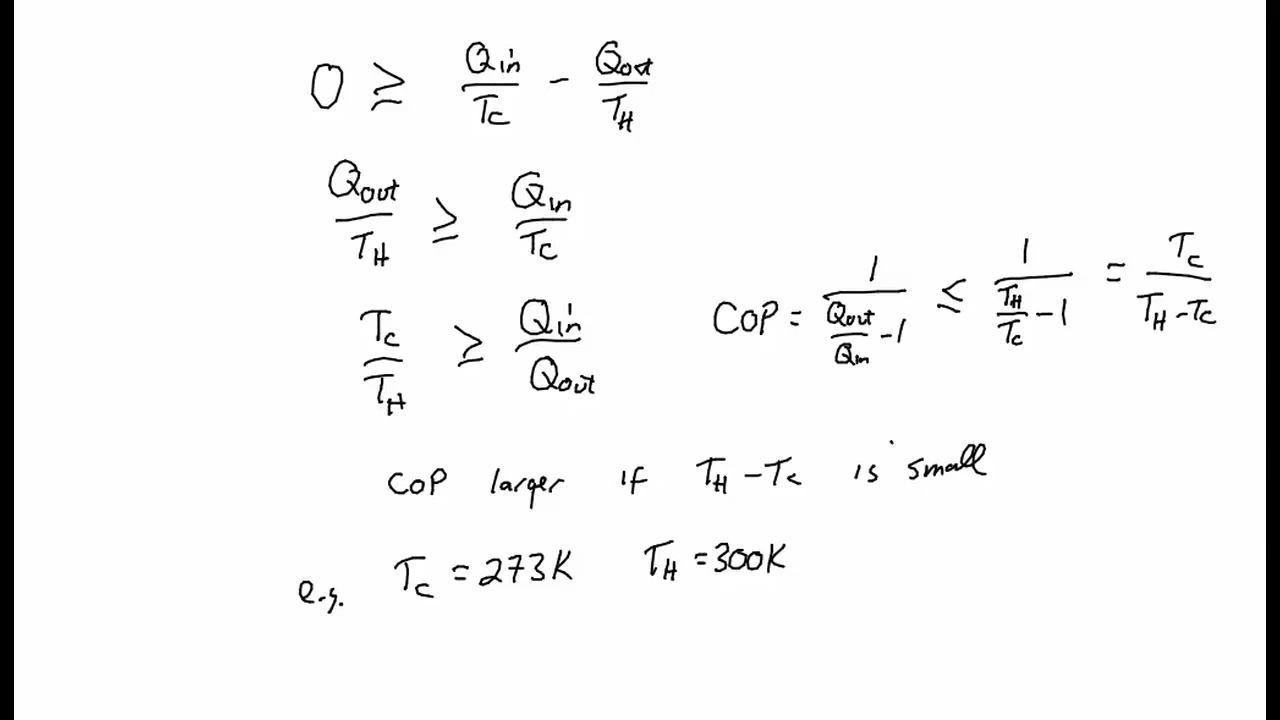 0 ≥ Qin/TC - Qout/TH
Qout/TH ≥ Qin/TC
TC/TH ≥ Qin/Qout
COP = 1/(Qout/Qin - 1) ≤ 1/(TH/TC - 1) = TC/(TH - TC)
COP larger if TH - TC is small
e.g. TC = 273K TH = 300K